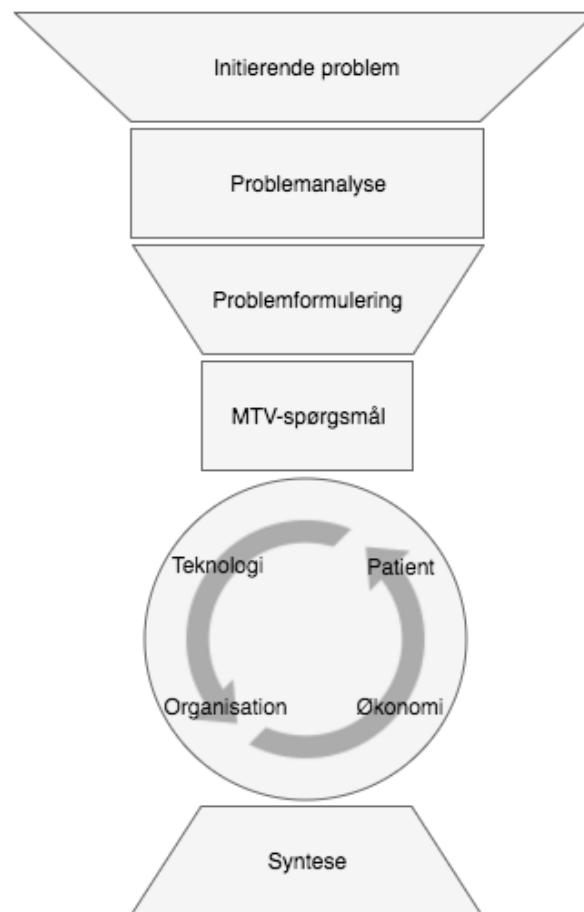 Initierende problem
Problemanalyse
Problemformulering
MTV-spørgsmål
Teknologi
Patient
Organisation
Økonomi
Syntese